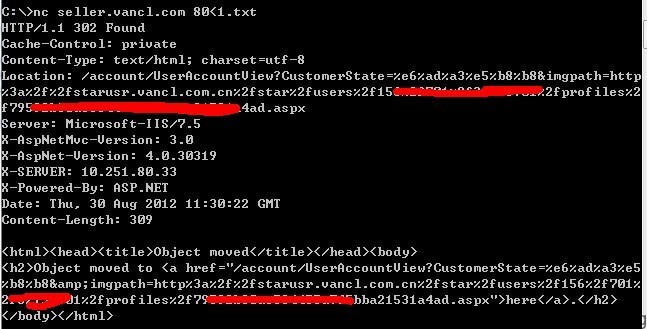 C:\>nc seller.vancl.com 80<1.txt
HTTP/1.1 302 Found
Cache-Control: private
Content-Type: text/html; charset=utf-8
Location: /account/UserAccountView?CustomerState=%e6%ad%a3%e5%b8%b8&imgpath=http
%3a%2f%2fstarusr.vancl.com.cn%2fstar%2fusers%2f15 %2fprofiles%2
f795 4ad.aspx
Server: Microsoft-IIS/7.5
X-AspNetMvc-Version: 3.0
X-AspNet-Version: 4.0.30319
X-SERVER: 10.251.80.33
X-Powered-By: ASP.NET
Date: Thu, 30 Aug 2012 11:30:22 GMT
Content-Length: 309
<html><head><title>Object moved</title></head><body>
<h2>Object moved to <a href="/account/UserAccountView?CustomerState=%e6%ad%a3%e5
%b8%b8&amp;imgpath=http%3a%2f%2fstarusr.vancl.com.cn%2fstar%2fusers%2f156%2f701%
01%2fprofiles%2f79 bba21531a4ad.aspx">here</a>.</h2>
</body></html>